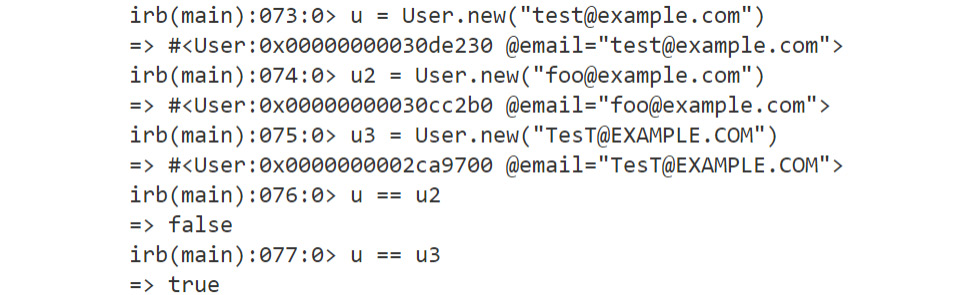 irb(main):073:0> u = User.new("test@example.com")
=> #<User:0x00000000030de230 @email="test@example.com">
irb(main):074:0> u2 = User.new("foo@example.com")
=> #<User:0x00000000030cc2b0 @email="foo@example.com">
irb(main):075:0> u3 = User.new("TesT@EXAMPLE.COM")
=> #<User:0x0000000002ca9700 @email="TesT@EXAMPLE.COM">
irb(main):076:0> u == u2
=> false
irb(main):077:0> u == u3
=> true